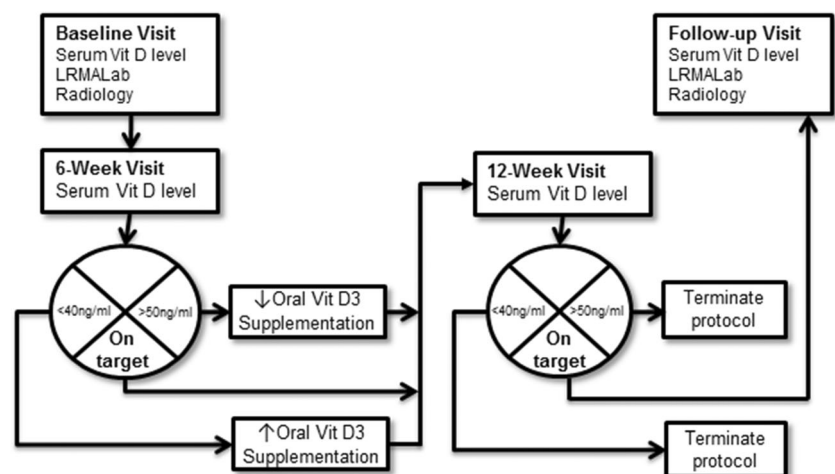 Baseline Visit
Serum Vit D level
LRMALab
Radiology
6-Week Visit
Serum Vit D level
<40ng/ml
>50ng/ml
On
target
↓Oral Vit D3
Supplementation
↑Oral Vit D3
Supplementation
12-Week Visit
Serum Vit D level
<40ng/ml
>50ng/ml
On
target
Terminate
protocol
Terminate
protocol
Follow-up Visit
Serum Vit D level
LRMALab
Radiology